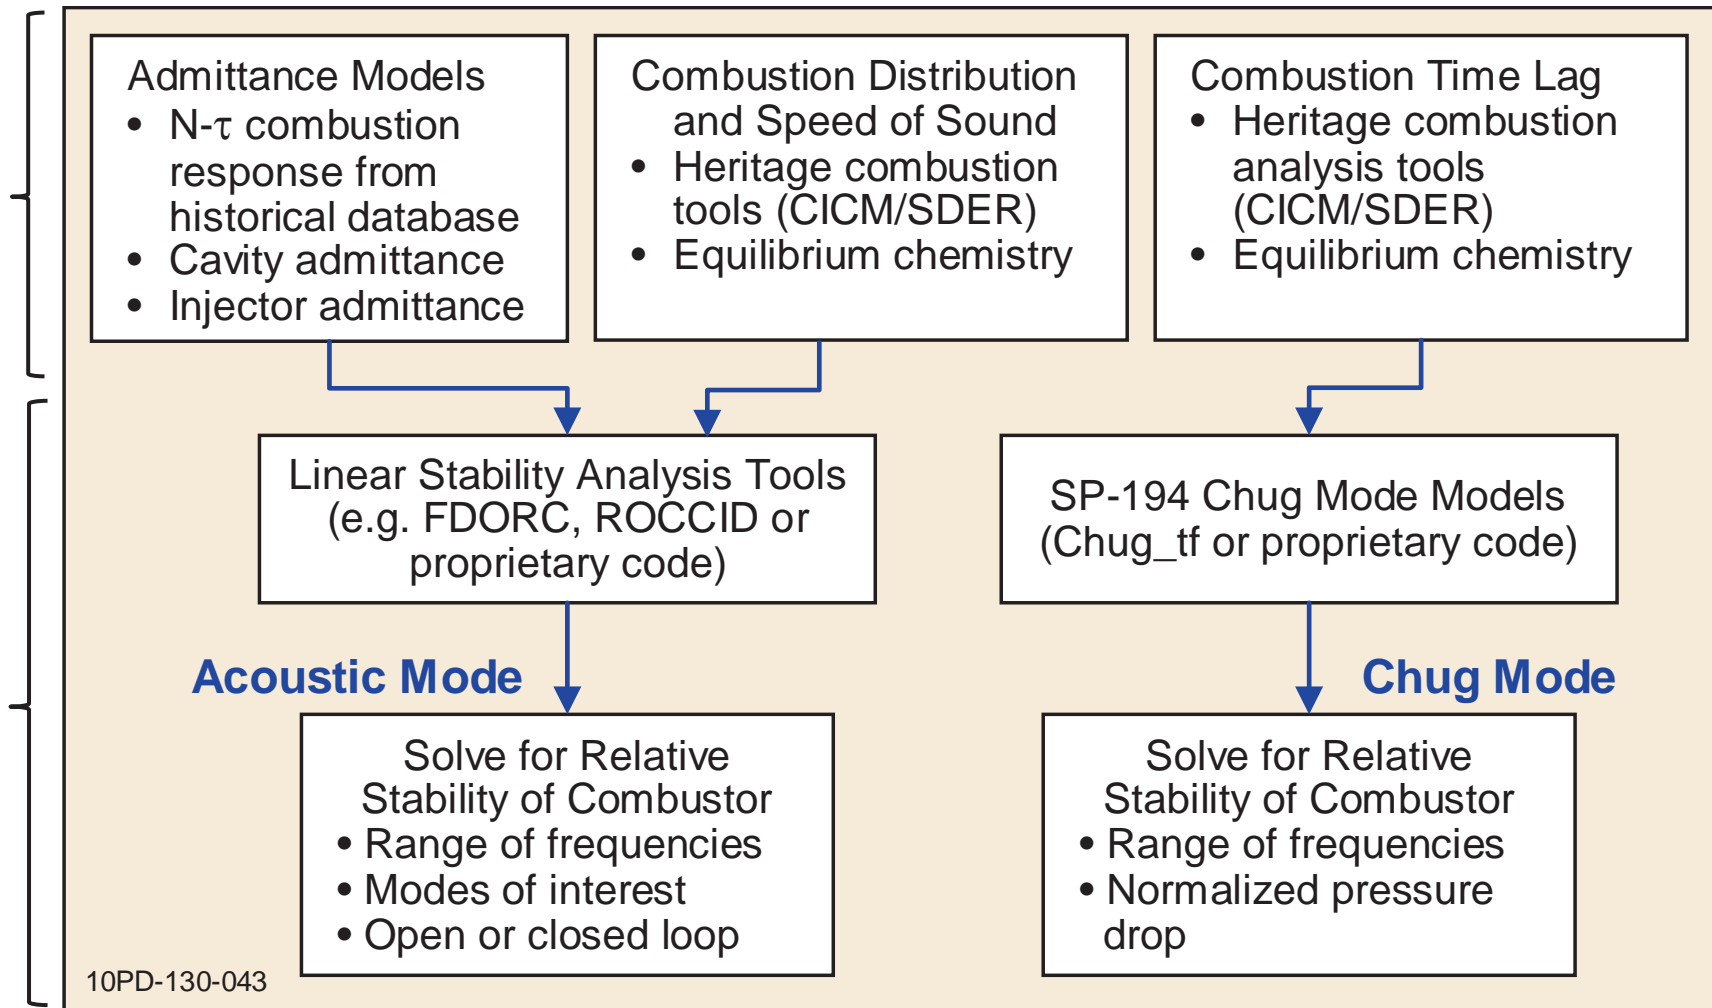 Admittance Models
• N-τ combustion
response from
historical database
• Cavity admittance
• Injector admittance
Combustion Distribution
and Speed of Sound
• Heritage combustion
tools (CICM/SDER)
• Equilibrium chemistry
Combustion Time Lag
• Heritage combustion
analysis tools
(CICM/SDER)
• Equilibrium chemistry
Linear Stability Analysis Tools
(e.g. FDORC, ROCCID or
proprietary code)
SP-194 Chug Mode Models
(Chug_tf or proprietary code)
Acoustic Mode
Chug Mode
Solve for Relative
Stability of Combustor
• Range of frequencies
• Modes of interest
• Open or closed loop
Solve for Relative
Stability of Combustor
• Range of frequencies
• Normalized pressure
drop
10PD-130-043